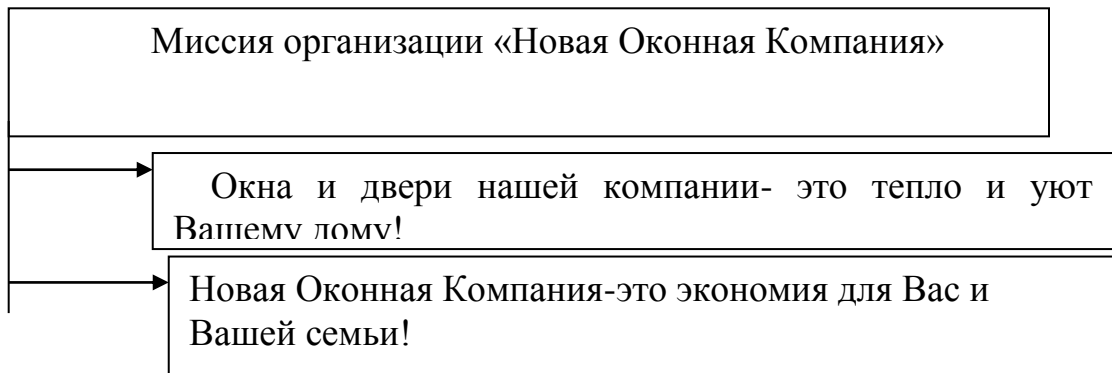 Миссия организации «Новая Оконная Компания»
Окна и двери нашей компании- это тепло и уют
Вашему дому!
Новая Оконная Компания-это экономия для Вас и
Вашей семьи!